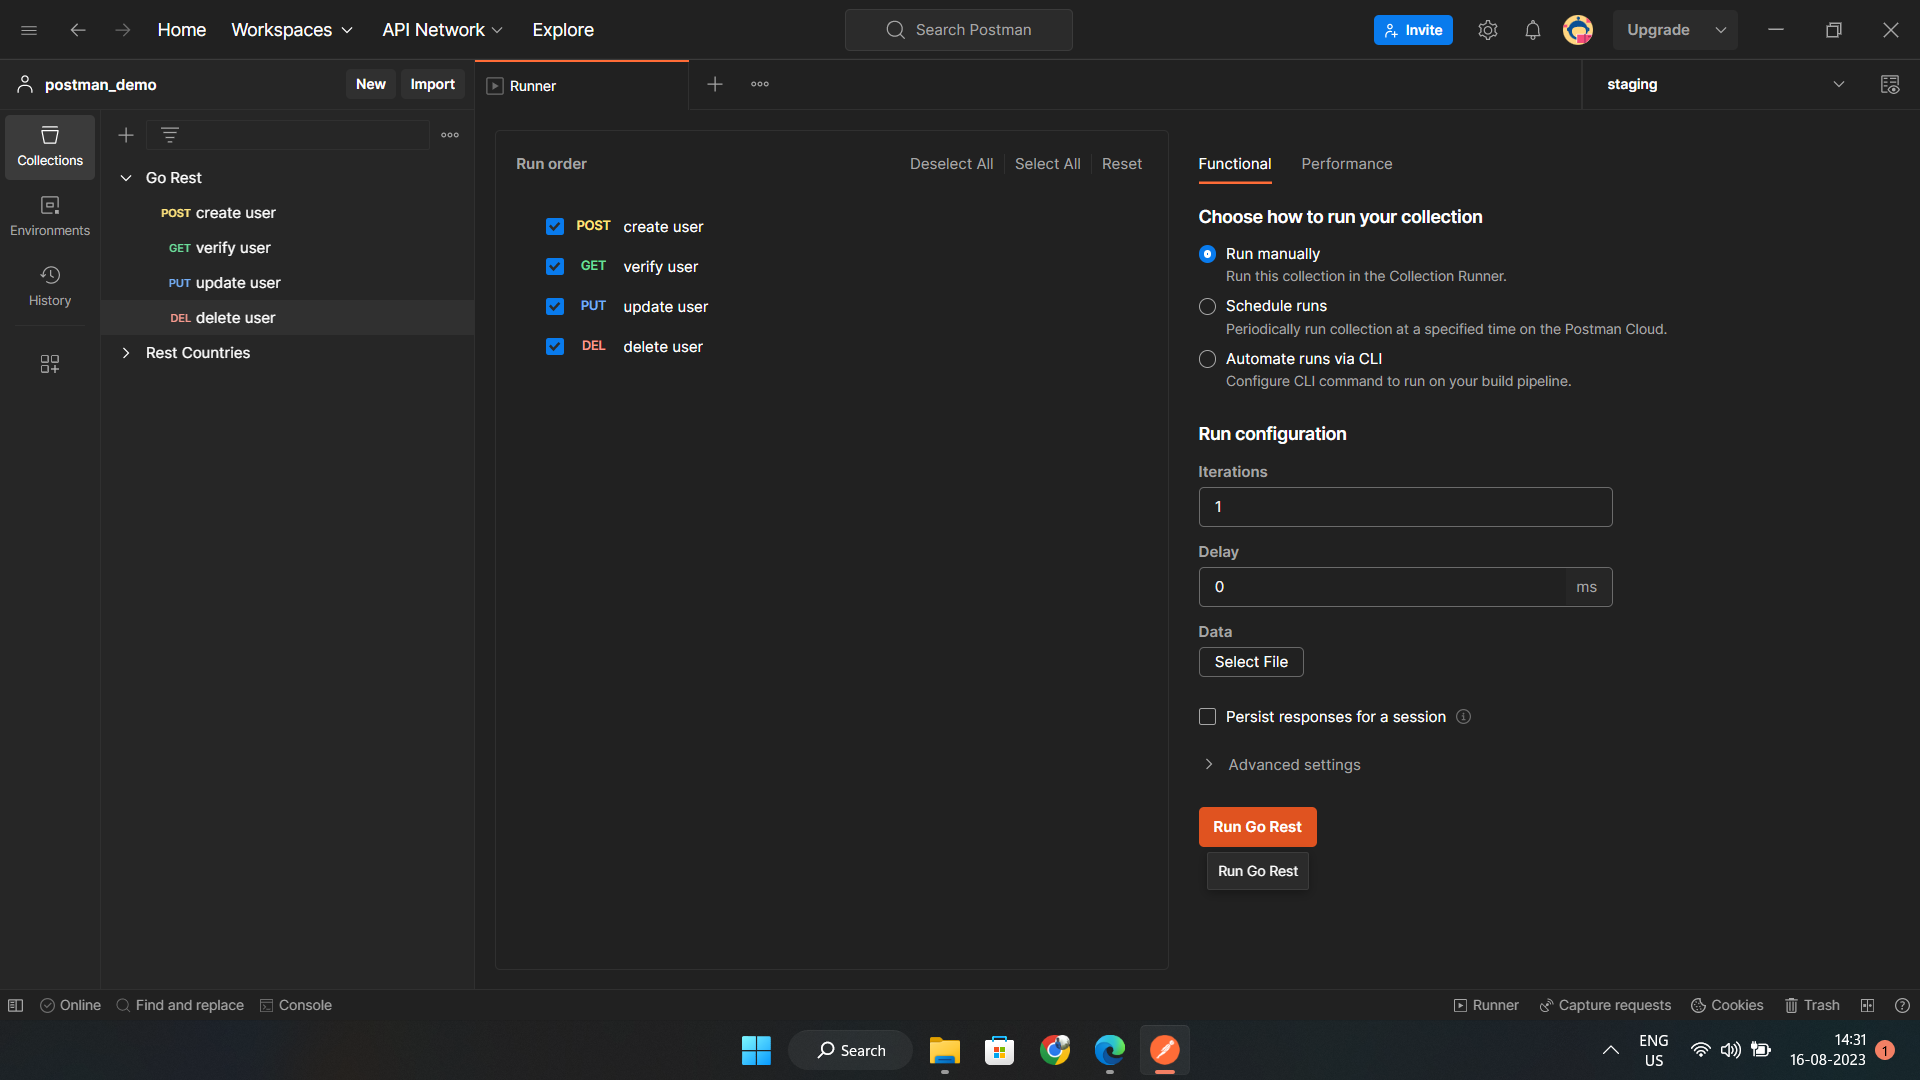 Home Workspaces API Network Explore Search Postman Invite Upgrade
postman_demo New Import Runner staging
Collections
Environments
History
Go Rest
POST create user
GET verify user
PUT update user
DEL delete user
Rest Countries
Run order Deselect All Select All Reset
POST create user
GET verify user
PUT update user
DEL delete user
Functional Performance
Choose how to run your collection
Run manually
Run this collection in the Collection Runner.
Schedule runs
Periodically run collection at a specified time on the Postman Cloud.
Automate runs via CLI
Configure CLI command to run on your build pipeline.
Run configuration
Iterations
1
Delay
0 ms
Data
Select File
Persist responses for a session
Advanced settings
Run Go Rest
Run Go Rest
Online Find and replace Console Runner Capture requests Cookies Trash
Search
ENG
US
14:31
16-08-2023
1